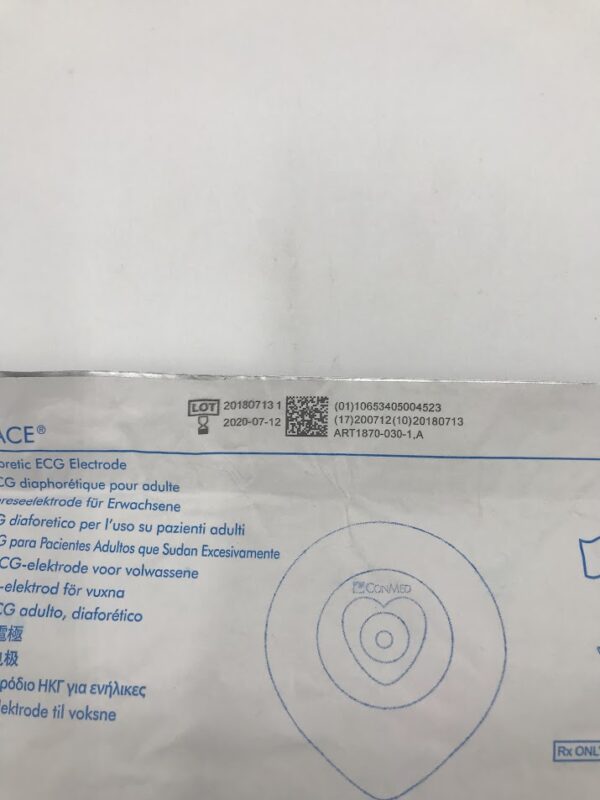 LOT 20180713 1
2020-07-12
(01)10653405004523
(17)200712(10)20180713
ART1870-030-1.A
ACE®
oretic ECG Electrode
CG diaphorétique pour adulte
reseelektrode für Erwachsene
G diaforetico per l'uso su pazienti adulti
G para Pacientes Adultos que Sudan Excesivamente
CG-elektrode voor volwassene
-elektrod för vuxna
CG adulto, diaforético
電極
电极
ρόδιο ΗΚΓ για ενήλικες
lektrode til voksne
CONMED
Rx ONLY